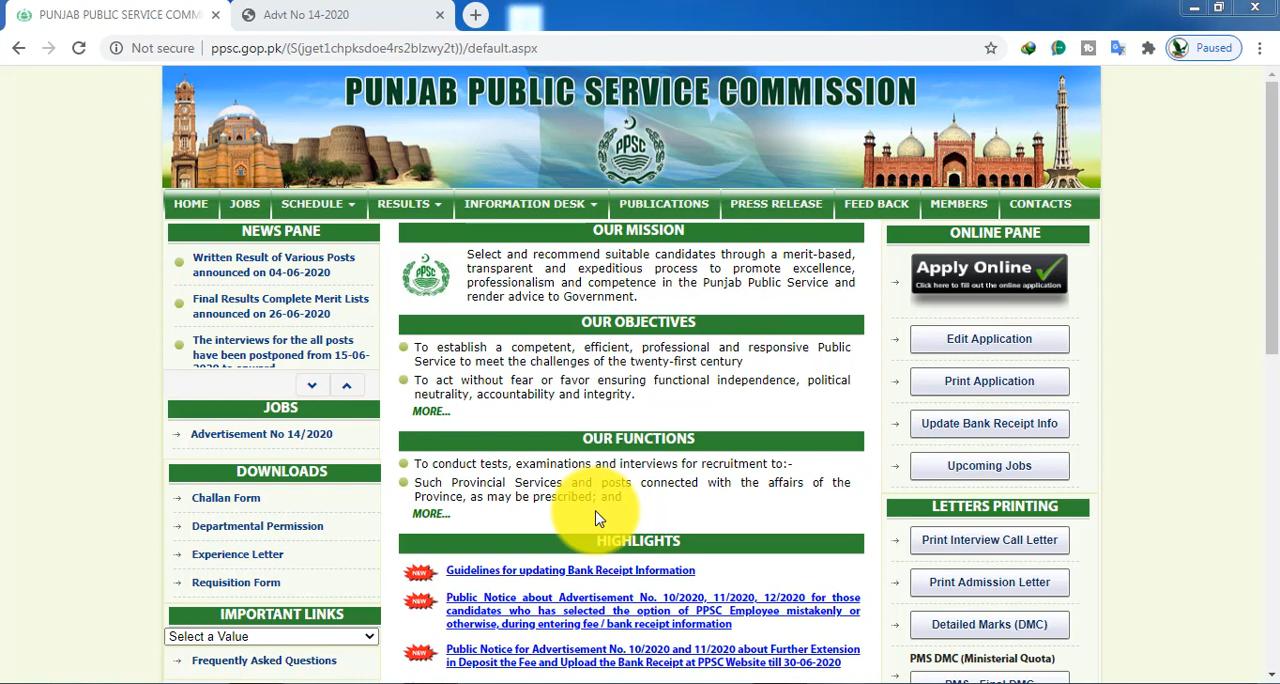 PUNJAB PUBLIC SERVICE COMM
Advt No 14-2020
Not secure
ppsc.gop.pk/(S(jget1chpksdoe4rs2blzwy2t))/default.aspx
Paused
PUNJAB PUBLIC SERVICE COMMISSION
PPSC
HOME
JOBS
SCHEDULE
RESULTS
INFORMATION DESK
PUBLICATIONS
PRESS RELEASE
FEED BACK
MEMBERS
CONTACTS
NEWS PANE
Written Result of Various Posts
announced on 04-06-2020
Final Results Complete Merit Lists
announced on 26-06-2020
The interviews for the all posts
have been postponed from 15-06-
2020 to onward
JOBS
Advertisement No 14/2020
DOWNLOADS
Challan Form
Departmental Permission
Experience Letter
Requisition Form
IMPORTANT LINKS
Select a Value
Frequently Asked Questions
OUR MISSION
PPSC
Select and recommend suitable candidates through a merit-based,
transparent and expeditious process to promote excellence,
professionalism and competence in the Punjab Public Service and
render advice to Government.
OUR OBJECTIVES
To establish a competent, efficient, professional and responsive Public
Service to meet the challenges of the twenty-first century
To act without fear or favor ensuring functional independence, political
neutrality, accountability and integrity.
MORE...
OUR FUNCTIONS
To conduct tests, examinations and interviews for recruitment to:-
Such Provincial Services and posts connected with the affairs of the
Province, as may be prescribed; and
MORE...
HIGHLIGHTS
NEW
Guidelines for updating Bank Receipt Information
NEW
Public Notice about Advertisement No. 10/2020, 11/2020, 12/2020 for those
candidates who has selected the option of PPSC Employee mistakenly or
otherwise, during entering fee / bank receipt information
NEW
Public Notice for Advertisement No. 10/2020 and 11/2020 about Further Extension
in Deposit the Fee and Upload the Bank Receipt at PPSC Website till 30-06-2020
ONLINE PANE
Apply Online
Click here to fill out the online application
Edit Application
Print Application
Update Bank Receipt Info
Upcoming Jobs
LETTERS PRINTING
Print Interview Call Letter
Print Admission Letter
Detailed Marks (DMC)
PMS DMC (Ministerial Quota)
PMS - Final DMC